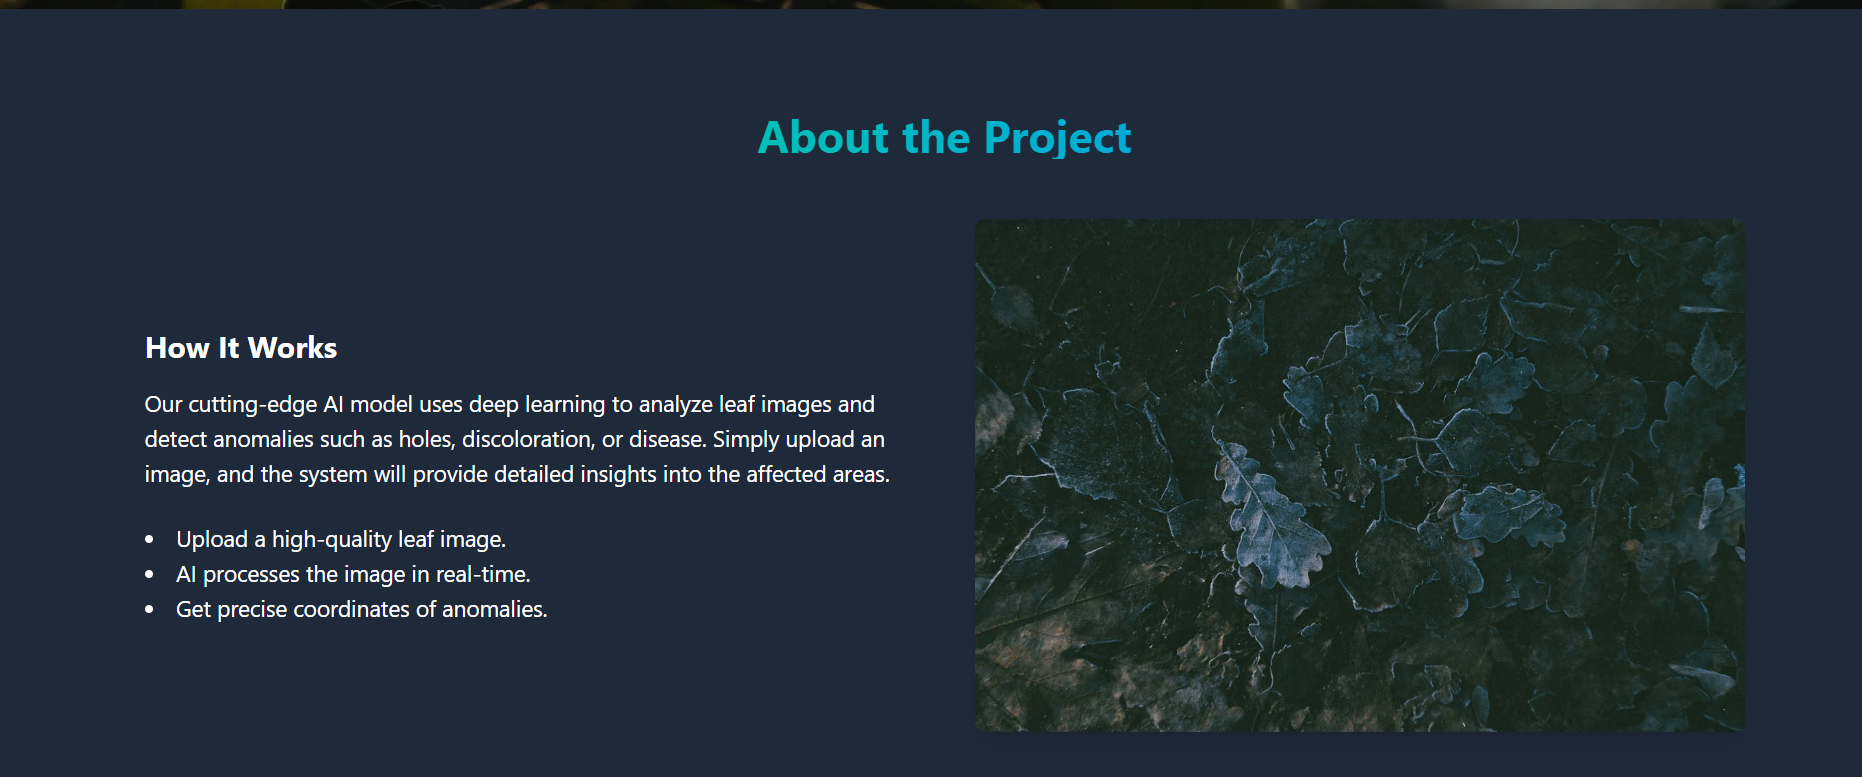 About the Project
How It Works
Our cutting-edge AI model uses deep learning to analyze leaf images and
detect anomalies such as holes, discoloration, or disease. Simply upload an
image, and the system will provide detailed insights into the affected areas.
• Upload a high-quality leaf image.
• AI processes the image in real-time.
• Get precise coordinates of anomalies.